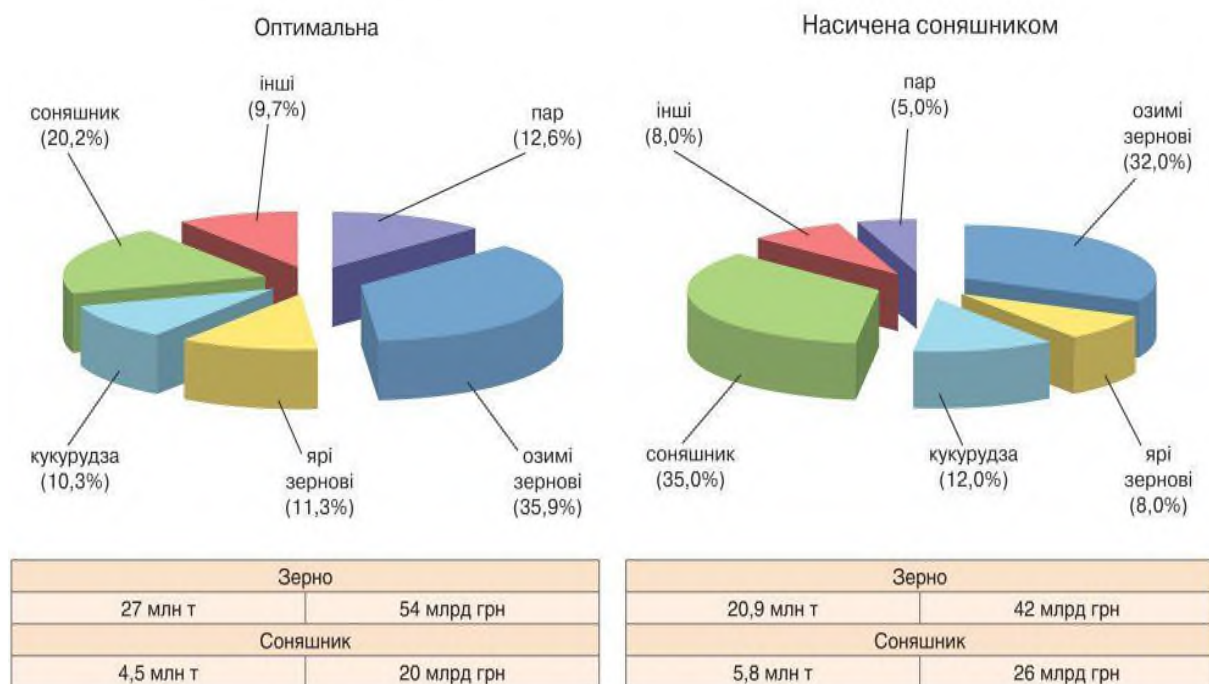 Оптимальна
соняшник
(20,2%)
інші
(9,7%)
пар
(12,6%)
кукурудза
(10,3%)
ярі
зернові
(11,3%)
озимі
зернові
(35,9%)
Зерно
27 млн т 54 млрд грн
Соняшник
4,5 млн т 20 млрд грн
Насичена соняшником
інші
(8,0%)
пар
(5,0%)
озимі
зернові
(32,0%)
соняшник
(35,0%)
кукурудза
(12,0%)
ярі
зернові
(8,0%)
Зерно
20,9 млн т 42 млрд грн
Соняшник
5,8 млн т 26 млрд грн